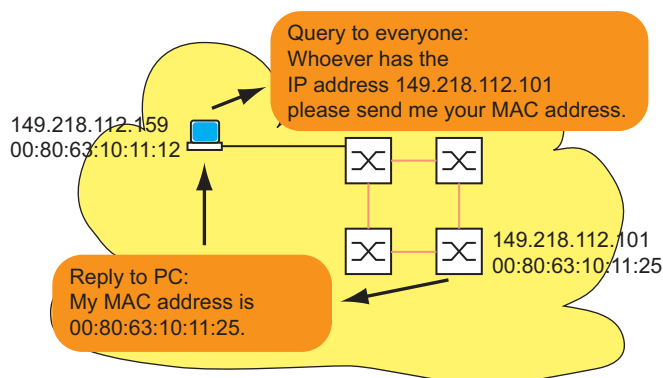 Query to everyone:
Whoever has the
IP address 149.218.112.101
please send me your MAC address.
149.218.112.159
00:80:63:10:11:12
149.218.112.101
00:80:63:10:11:25
Reply to PC:
My MAC address is
00:80:63:10:11:25.